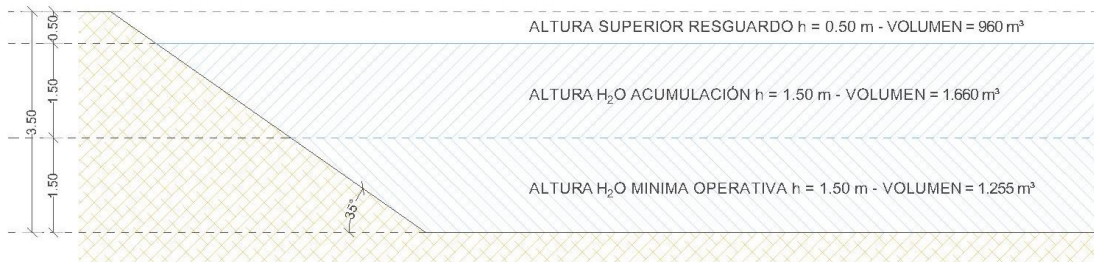 0.50
ALTURA SUPERIOR RESGUARDO h = 0.50 m - VOLUMEN = 960 m³
1.50
ALTURA H₂O ACUMULACIÓN h = 1.50 m - VOLUMEN = 1.660 m³
3.50
1.50
ALTURA H₂O MINIMA OPERATIVA h = 1.50 m - VOLUMEN = 1.255 m³
35°